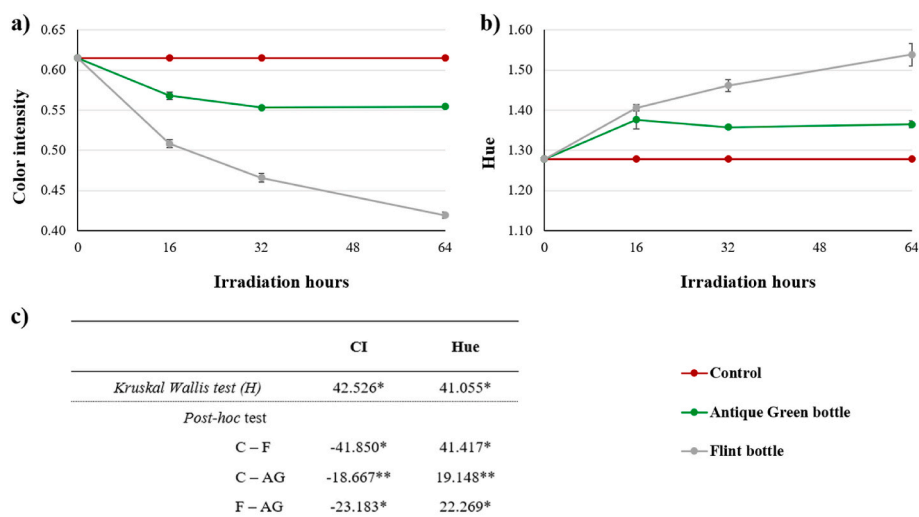 a)
0.65
0.60
0.55
0.50
0.45
0.40
Color intensity
0
16
32
48
64
Irradiation hours
b)
1.60
1.50
1.40
1.30
1.20
1.10
Hue
0
16
32
48
64
Irradiation hours
c)
CI Hue
Kruskal Wallis test (H) 42.526* 41.055*
Post-hoc test
C – F -41.850* 41.417*
C – AG -18.667** 19.148**
F – AG -23.183* 22.269*
Control
Antique Green bottle
Flint bottle